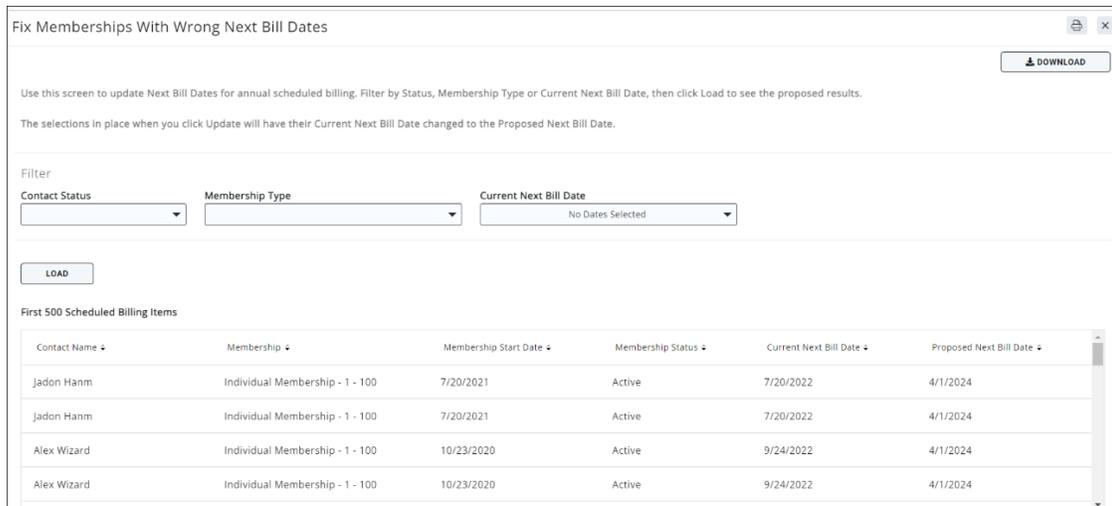 Fix Memberships With Wrong Next Bill Dates
DOWNLOAD
Use this screen to update Next Bill Dates for annual scheduled billing. Filter by Status, Membership Type or Current Next Bill Date, then click Load to see the proposed results.
The selections in place when you click Update will have their Current Next Bill Date changed to the Proposed Next Bill Date.
Filter
Contact Status Membership Type Current Next Bill Date
No Dates Selected
LOAD
First 500 Scheduled Billing Items
Contact Name Membership Membership Start Date Membership Status Current Next Bill Date Proposed Next Bill Date
Jadon Hanm Individual Membership - 1 - 100 7/20/2021 Active 7/20/2022 4/1/2024
Jadon Hanm Individual Membership - 1 - 100 7/20/2021 Active 7/20/2022 4/1/2024
Alex Wizard Individual Membership - 1 - 100 10/23/2020 Active 9/24/2022 4/1/2024
Alex Wizard Individual Membership - 1 - 100 10/23/2020 Active 9/24/2022 4/1/2024